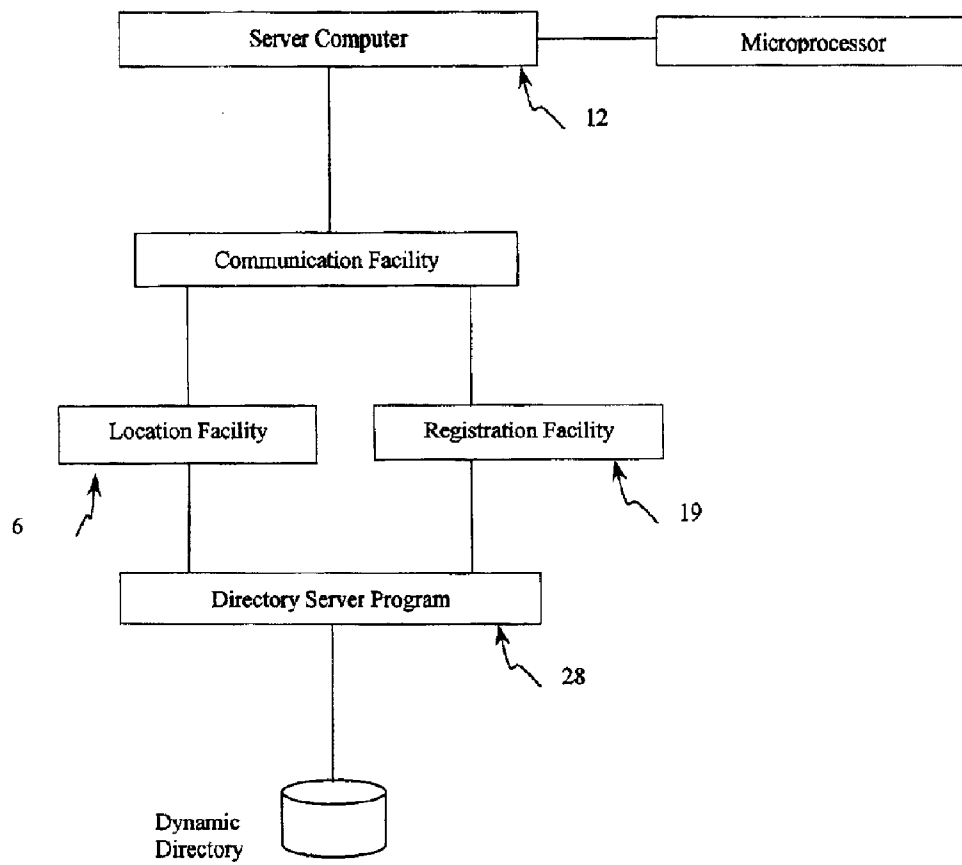 Server Computer
Microprocessor
12
Communication Facility
Location Facility
Registration Facility
6
19
Directory Server Program
28
Dynamic
Directory